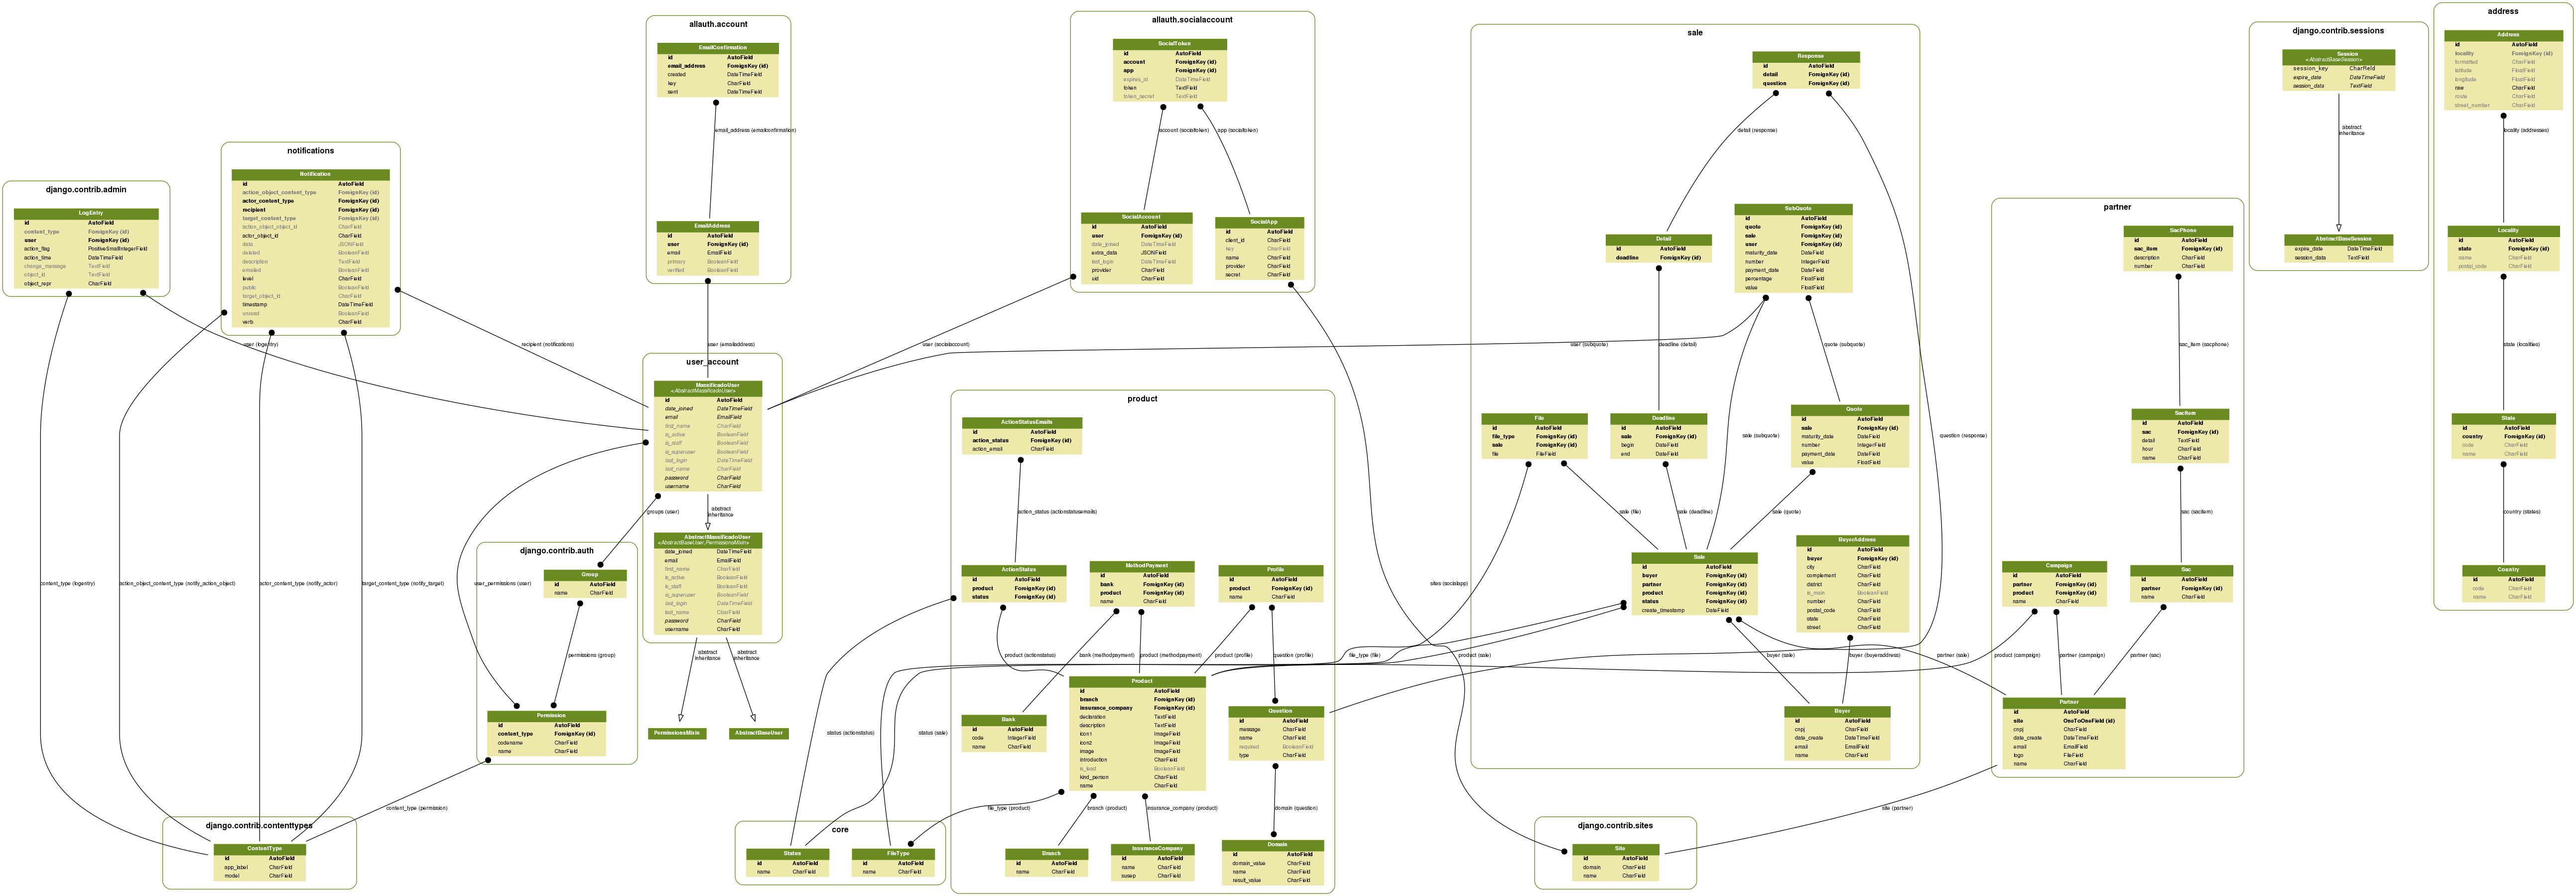 django.contrib.admin
LogEntry
id AutoField
content_type ForeignKey (id)
user ForeignKey (id)
action_flag PositiveSmallIntegerField
action_time DateTimeField
change_message TextField
object_id TextField
object_repr CharField
notifications
Notification
id AutoField
action_object_content_type ForeignKey (id)
actor_content_type ForeignKey (id)
recipient ForeignKey (id)
target_content_type ForeignKey (id)
action_object_object_id CharField
actor_object_id CharField
data JSONField
deleted BooleanField
description TextField
emailed BooleanField
level CharField
public BooleanField
target_object_id CharField
timestamp DateTimeField
unread BooleanField
verb CharField
allauth.account
EmailConfirmation
id AutoField
email_address ForeignKey (id)
created DateTimeField
key CharField
sent DateTimeField
email_address (emailconfirmation)
EmailAddress
id AutoField
user ForeignKey (id)
email EmailField
primary BooleanField
verified BooleanField
allauth.socialaccount
SocialToken
id AutoField
account ForeignKey (id)
app ForeignKey (id)
expires_at DateTimeField
token TextField
token_secret TextField
account (socialtoken)
app (socialtoken)
SocialAccount
id AutoField
user ForeignKey (id)
date_joined DateTimeField
extra_data JSONField
last_login DateTimeField
provider CharField
uid CharField
SocialApp
id AutoField
client_id CharField
key CharField
name CharField
provider CharField
secret CharField
user (logentry)
recipient (notifications)
user (emailaddress)
user (socialaccount)
user (subquote)
user_account
MassificadoUser
<AbstractMassificadoUser>
id AutoField
date_joined DateTimeField
email EmailField
first_name CharField
is_active BooleanField
is_staff BooleanField
is_superuser BooleanField
last_login DateTimeField
last_name CharField
password CharField
username CharField
groups (user)
abstract
inheritance
AbstractMassificadoUser
<AbstractBaseUser,PermissionsMixin>
date_joined DateTimeField
email EmailField
first_name CharField
is_active BooleanField
is_staff BooleanField
is_superuser BooleanField
last_login DateTimeField
last_name CharField
password CharField
username CharField
abstract
inheritance
abstract
inheritance
PermissionsMixin
AbstractBaseUser
django.contrib.auth
Group
id AutoField
name CharField
user_permissions (user)
permissions (group)
Permission
id AutoField
content_type ForeignKey (id)
codename CharField
name CharField
content_type (logentry)
action_object_content_type (notify_action_object)
actor_content_type (notify_actor)
target_content_type (notify_target)
content_type (permission)
django.contrib.contenttypes
ContentType
id AutoField
app_label CharField
model CharField
product
ActionStatusEmails
id AutoField
action_status ForeignKey (id)
action_email CharField
action_status (actionstatusemails)
ActionStatus
id AutoField
product ForeignKey (id)
status ForeignKey (id)
MethodPayment
id AutoField
bank ForeignKey (id)
product ForeignKey (id)
name CharField
Profile
id AutoField
product ForeignKey (id)
name CharField
product (actionstatus)
bank (methodpayment)
product (methodpayment)
product (profile)
question (profile)
Product
id AutoField
branch ForeignKey (id)
insurance_company ForeignKey (id)
declaration TextField
description TextField
icon1 ImageField
icon2 ImageField
image ImageField
introduction CharField
is_lead BooleanField
kind_person CharField
name CharField
Bank
id AutoField
code IntegerField
name CharField
Question
id AutoField
message CharField
name CharField
required BooleanField
type CharField
status (actionstatus)
status (sale)
file_type (product)
branch (product)
insurance_company (product)
domain (question)
Branch
id AutoField
name CharField
InsuranceCompany
id AutoField
name CharField
susep CharField
Domain
id AutoField
domain_value CharField
name CharField
result_value CharField
core
Status
id AutoField
name CharField
FileType
id AutoField
name CharField
sale
Response
id AutoField
detail ForeignKey (id)
question ForeignKey (id)
detail (response)
SubQuote
id AutoField
quote ForeignKey (id)
sale ForeignKey (id)
user ForeignKey (id)
maturity_date DateField
number IntegerField
payment_date DateField
percentage FloatField
value FloatField
Detail
id AutoField
deadline ForeignKey (id)
deadline (detail)
quote (subquote)
File
id AutoField
file_type ForeignKey (id)
sale ForeignKey (id)
file FileField
Deadline
id AutoField
sale ForeignKey (id)
begin DateField
end DateField
Quote
id AutoField
sale ForeignKey (id)
maturity_date DateField
number IntegerField
payment_date DateField
value FloatField
sale (subquote)
question (response)
sale (file)
sale (deadline)
sale (quote)
Sale
id AutoField
buyer ForeignKey (id)
partner ForeignKey (id)
product ForeignKey (id)
status ForeignKey (id)
create_timestamp DateField
BuyerAddress
id AutoField
buyer ForeignKey (id)
city CharField
complement CharField
district CharField
is_main BooleanField
number CharField
postal_code CharField
state CharField
street CharField
sites (socialapp)
file_type (file)
product (sale)
buyer (sale)
buyer (buyeraddress)
partner (sale)
product (campaign)
Buyer
id AutoField
cnpj CharField
date_create DateTimeField
email EmailField
name CharField
partner
SacPhone
id AutoField
sac_item ForeignKey (id)
description CharField
number CharField
sac_item (sacphone)
SacItem
id AutoField
sac ForeignKey (id)
detail TextField
hour CharField
name CharField
sac (sacitem)
Campaign
id AutoField
partner ForeignKey (id)
product ForeignKey (id)
name CharField
Sac
id AutoField
partner ForeignKey (id)
name CharField
partner (campaign)
partner (sac)
Partner
id AutoField
site OneToOneField (id)
cnpj CharField
date_create DateTimeField
email EmailField
logo FileField
name CharField
site (partner)
django.contrib.sites
Site
id AutoField
domain CharField
name CharField
django.contrib.sessions
Session
<AbstractBaseSession>
session_key CharField
expire_date DateTimeField
session_data TextField
abstract
inheritance
AbstractBaseSession
expire_date DateTimeField
session_data TextField
address
Address
id AutoField
locality ForeignKey (id)
formatted CharField
latitude FloatField
longitude FloatField
raw CharField
route CharField
street_number CharField
locality (addresses)
Locality
id AutoField
state ForeignKey (id)
name CharField
postal_code CharField
state (localities)
State
id AutoField
country ForeignKey (id)
code CharField
name CharField
country (states)
Country
id AutoField
code CharField
name CharField